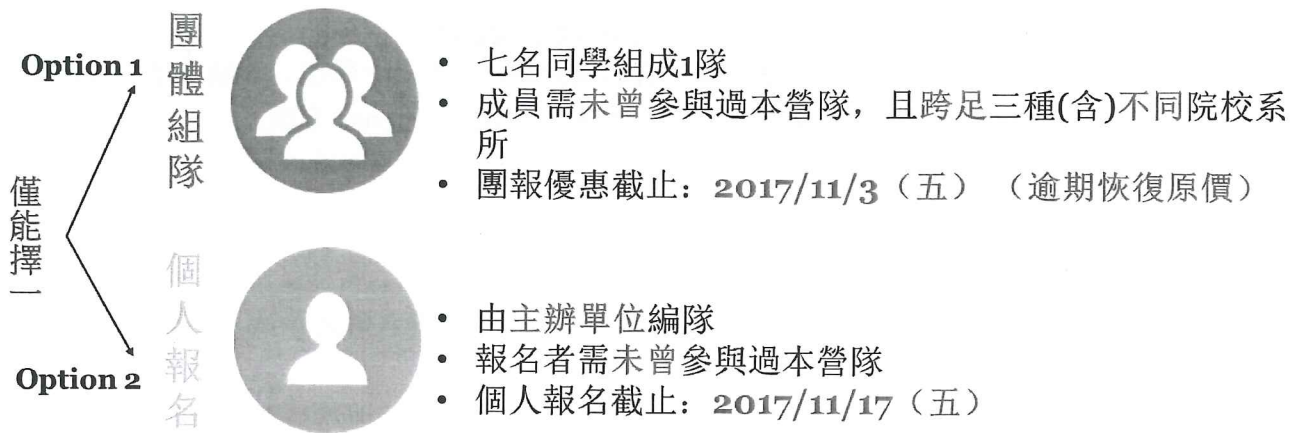 Option 1
團體組隊
• 七名同學組成1隊
• 成員需未曾參與過本營隊，且跨足三種(含)不同院校系
所
• 團報優惠截止：2017/11/3（五）（逾期恢復原價）
僅能擇一
Option 2
個人報名
• 由主辦單位編隊
• 報名者需未曾參與過本營隊
• 個人報名截止：2017/11/17（五）